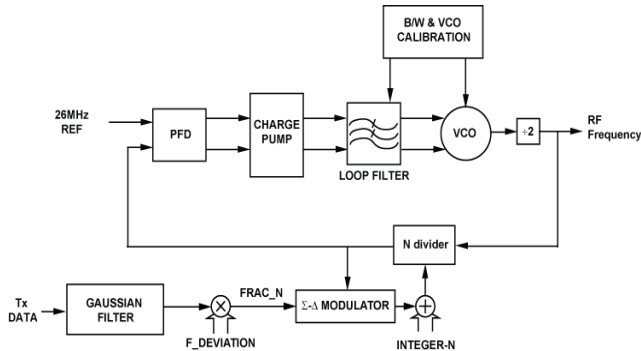 B/W & VCO
CALIBRATION
26MHz
REF
PFD
CHARGE
PUMP
LOOP FILTER
VCO
÷2
RF
Frequency
N divider
Tx
DATA
GAUSSIAN
FILTER
X
F_DEVIATION
FRAC_N
Σ-Δ MODULATOR
+
INTEGER-N